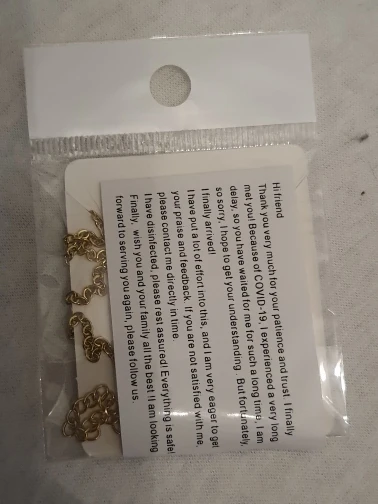 Hi friend
Thank you very much for your patience and trust. I finally
met you! Because of COVID-19, I experienced a very long
delay, so you have waited for me for such a long time, I am
so sorry, I hope to get your understanding . But fortunately,
I finally arrived!
I have put a lot of effort into this, and I am very eager to get
your praise and feedback. If you are not satisfied with me,
please contact me directly in time.
I have disinfected, please rest assured! Everything is safe!
Finally, wish you and your family all the best !I am looking
forward to serving you again, please follow us.